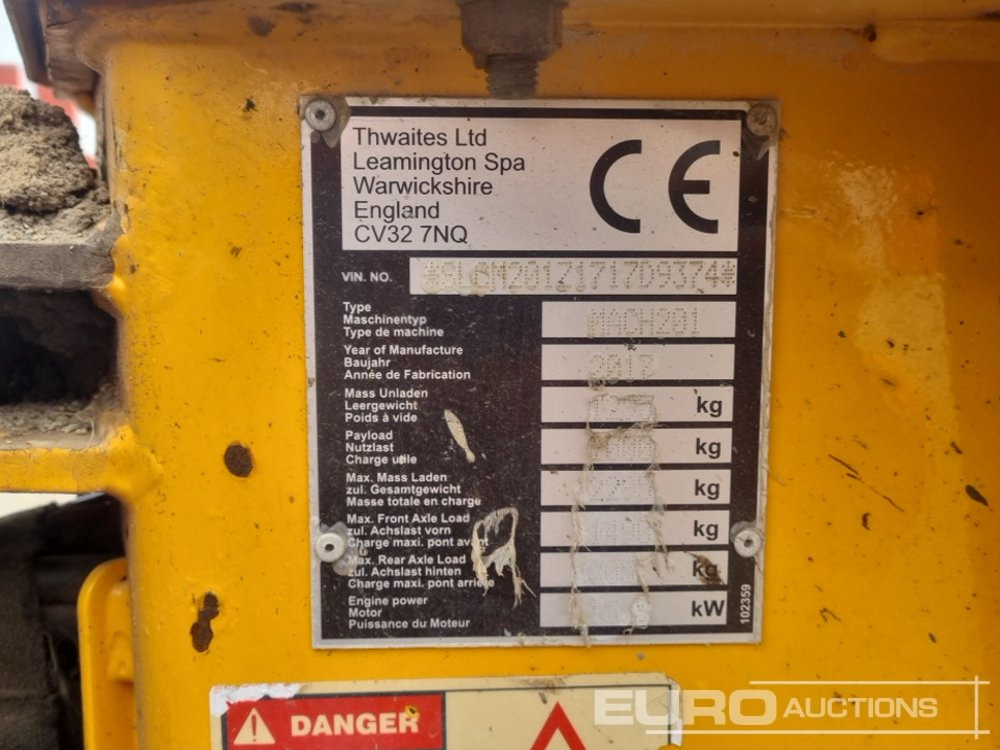 Thwaites Ltd
Leamington Spa
Warwickshire
England
CV32 7NQ
CE
VIN. NO.
Type
Maschinentyp
Type de machine
MACH201
Year of Manufacture
Baujahr
Année de Fabrication
2017
Mass Unladen
Leergewicht
Poids à vide
kg
Payload
Nutzlast
Charge utile
kg
Max. Mass Laden
zul. Gesamtgewicht
Masse totale en charge
kg
Max. Front Axle Load
zul. Achslast vorn
Charge maxi. pont avant
kg
Max. Rear Axle Load
zul. Achslast hinten
Charge maxi. pont arrière
kg
Engine power
Motor
Puissance du Moteur
kW
102359
DANGER
EURO AUCTIONS